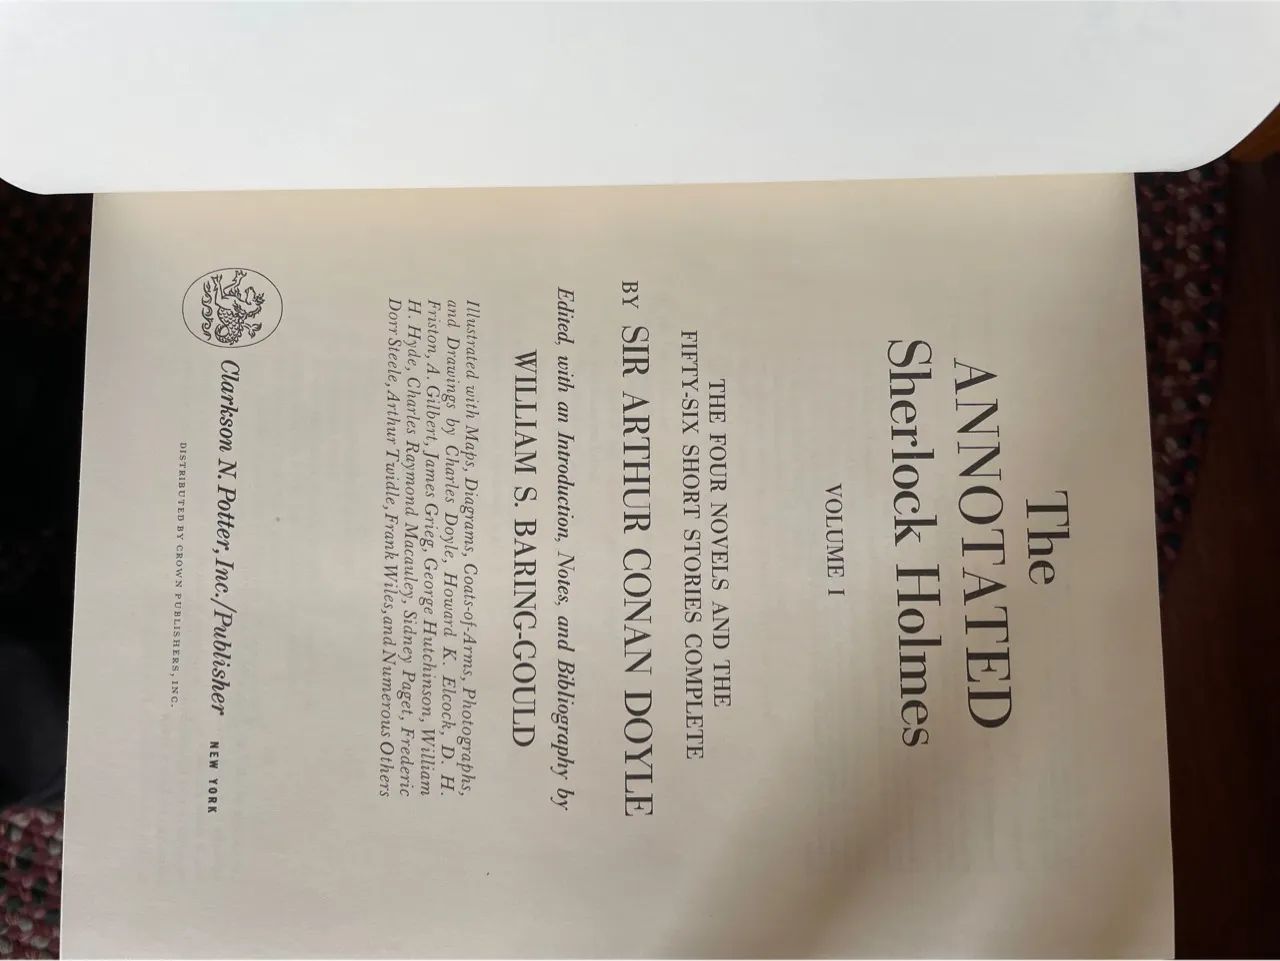 The
ANNOTATED
Sherlock Holmes
VOLUME I
THE FOUR NOVELS AND THE
FIFTY-SIX SHORT STORIES COMPLETE
BY SIR ARTHUR CONAN DOYLE
Edited, with an Introduction, Notes, and Bibliography by
WILLIAM S. BARING-GOULD
Illustrated with Maps, Diagrams, Coats-of-Arms, Photographs,
and Drawings by Charles Doyle, Howard K. Elcock, D. H.
Friston, A. Gilbert, James Grieg, George Hutchinson, William
H. Hyde, Charles Raymond Macauley, Sidney Paget, Frederic
Dorr Steele, Arthur Twidle, Frank Wiles, and Numerous Others
Clarkson N. Potter, Inc./Publisher NEW YORK
DISTRIBUTED BY CROWN PUBLISHERS, INC.